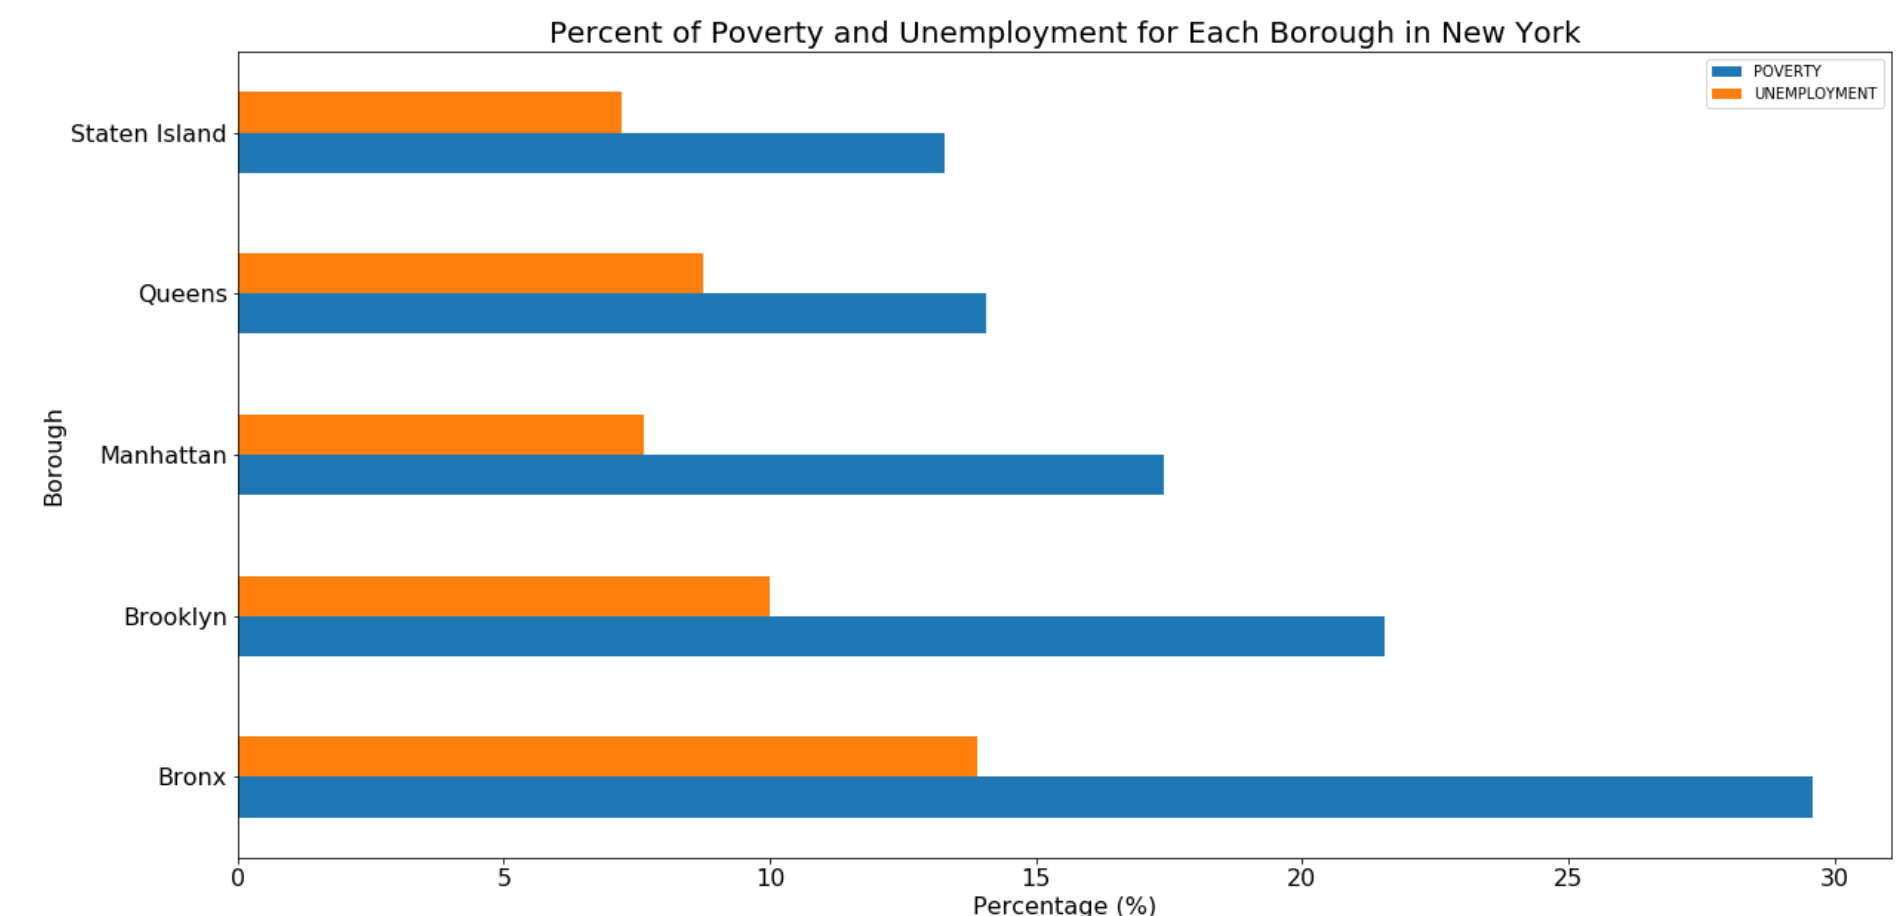 Percent of Poverty and Unemployment for Each Borough in New York
POVERTY
UNEMPLOYMENT
Staten Island
Queens
Manhattan
Brooklyn
Bronx
Borough
0 5 10 15 20 25 30
Percentage (%)